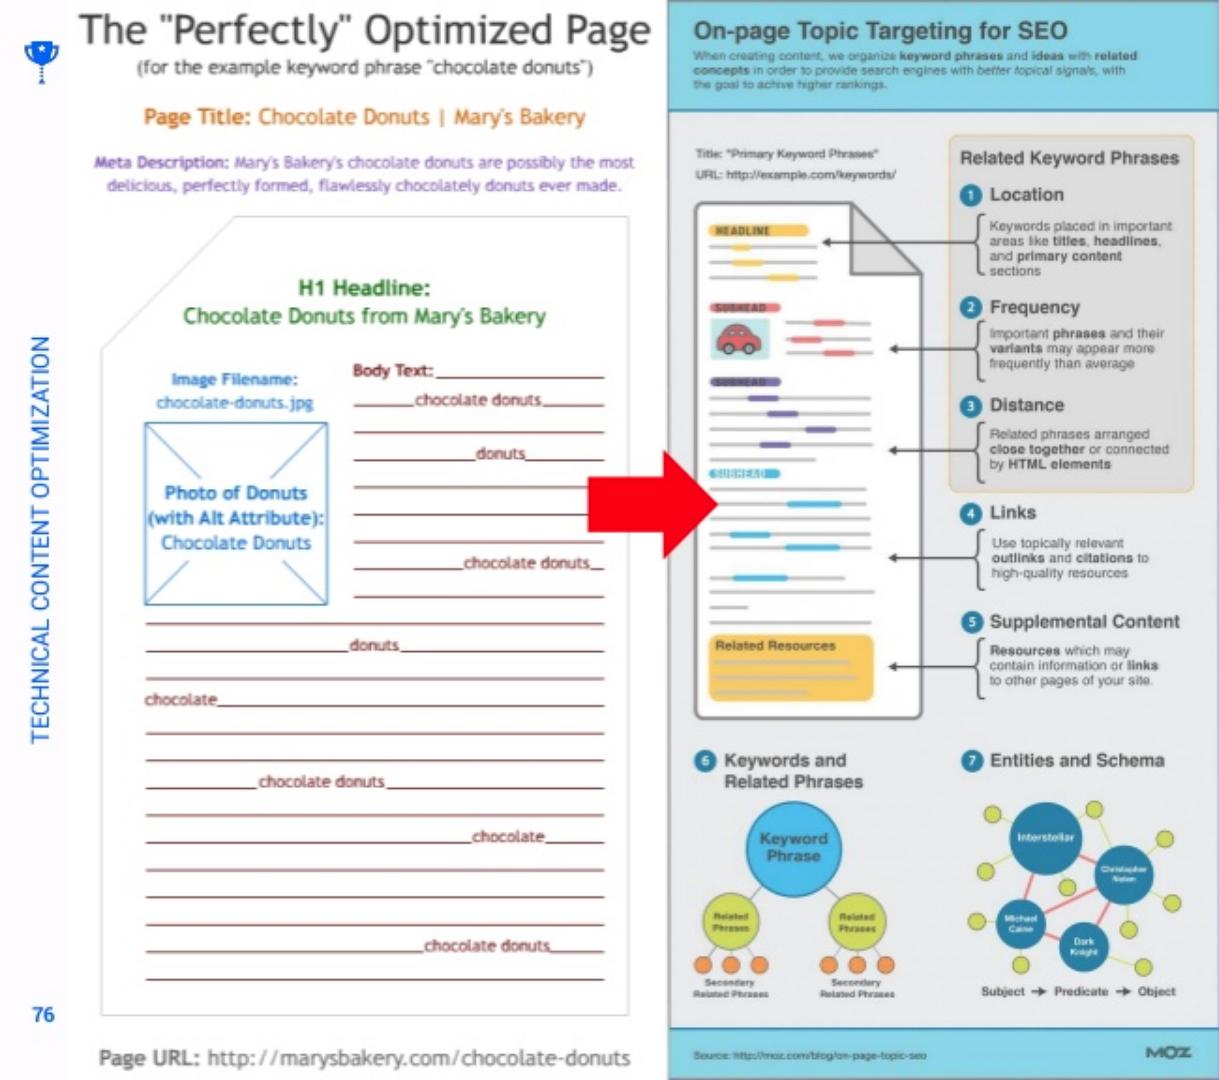 The "Perfectly" Optimized Page
(for the example keyword phrase "chocolate donuts")
Page Title: Chocolate Donuts | Mary's Bakery
Meta Description: Mary's Bakery's chocolate donuts are possibly the most
delicious, perfectly formed, flawlessly chocolately donuts ever made.
H1 Headline:
Chocolate Donuts from Mary's Bakery
Image Filename:
chocolate-donuts.jpg
Photo of Donuts
(with Alt Attribute):
Chocolate Donuts
Body Text:
chocolate donuts
donuts
chocolate donuts
donuts
chocolate
chocolate donuts
chocolate
chocolate donuts
Page URL: http://marysbakery.com/chocolate-donuts
TECHNICAL CONTENT OPTIMIZATION
76
On-page Topic Targeting for SEO
When creating content, we organize keyword phrases and ideas with related
concepts in order to provide search engines with better topical signals, with
the goal to achive higher rankings.
Title: "Primary Keyword Phrases"
URL: http://example.com/keywords/
HEADLINE
SUBHEAD
SUBHEAD
SUBHEAD
Related Resources
Related Keyword Phrases
1 Location
Keywords placed in important
areas like titles, headlines,
and primary content
sections
2 Frequency
Important phrases and their
variants may appear more
frequently than average
3 Distance
Related phrases arranged
close together or connected
by HTML elements
4 Links
Use topically relevant
outlinks and citations to
high-quality resources
5 Supplemental Content
Resources which may
contain information or links
to other pages of your site.
6 Keywords and
Related Phrases
Keyword
Phrase
Related
Phrases
Related
Phrases
Secondary
Related Phrases
Secondary
Related Phrases
7 Entities and Schema
Interstellar
Christopher
Nolan
Michael
Caine
Dark
Knight
Subject → Predicate → Object
Source: http://moz.com/blog/on-page-topic-seo
MOZ